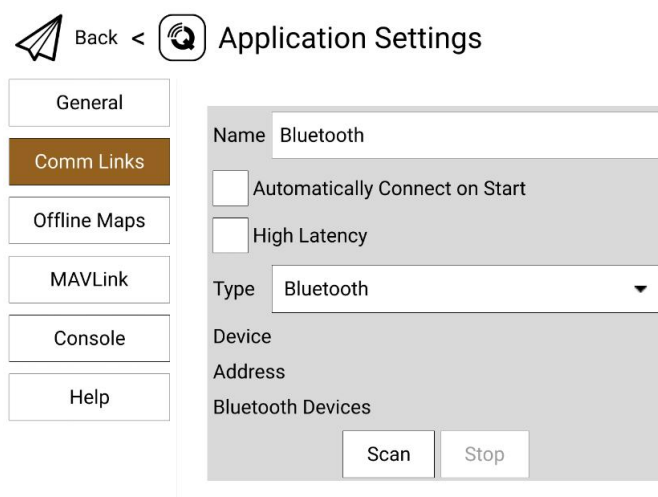 Back < Application Settings
General
Comm Links
Offline Maps
MAVLink
Console
Help
Name Bluetooth
Automatically Connect on Start
High Latency
Type Bluetooth
Device
Address
Bluetooth Devices
Scan Stop